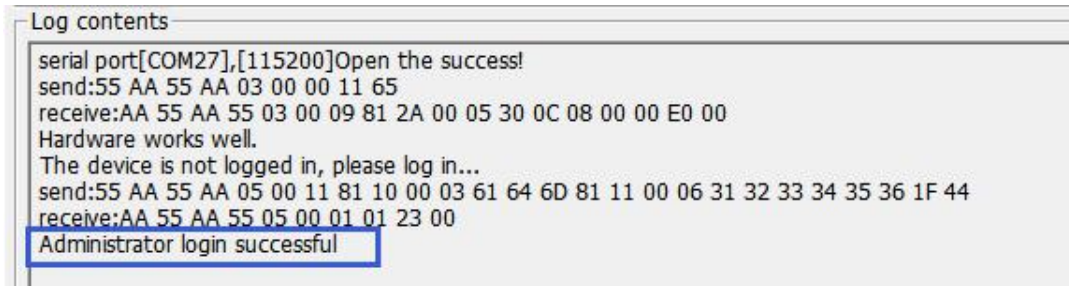 Log contents
serial port[COM27],[115200]Open the success!
send:55 AA 55 AA 03 00 00 11 65
receive:AA 55 AA 55 03 00 09 81 2A 00 05 30 0C 08 00 00 E0 00
Hardware works well.
The device is not logged in, please log in...
send:55 AA 55 AA 05 00 11 81 10 00 03 61 64 6D 81 11 00 06 31 32 33 34 35 36 1F 44
receive:AA 55 AA 55 05 00 01 01 23 00
Administrator login successful